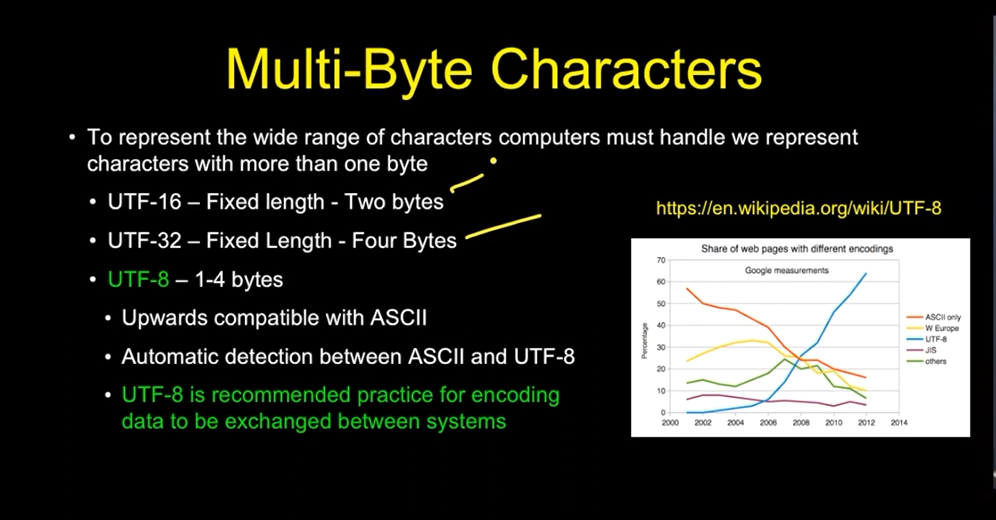 Multi-Byte Characters
• To represent the wide range of characters computers must handle we represent
characters with more than one byte
• UTF-16 – Fixed length - Two bytes
• UTF-32 – Fixed Length - Four Bytes
• UTF-8 – 1-4 bytes
• Upwards compatible with ASCII
• Automatic detection between ASCII and UTF-8
• UTF-8 is recommended practice for encoding
data to be exchanged between systems
https://en.wikipedia.org/wiki/UTF-8
Share of web pages with different encodings
Google measurements
Percentage
70
60
50
40
30
20
10
0
2000 2002 2004 2006 2008 2010 2012 2014
ASCII only
W Europe
UTF-8
JIS
others